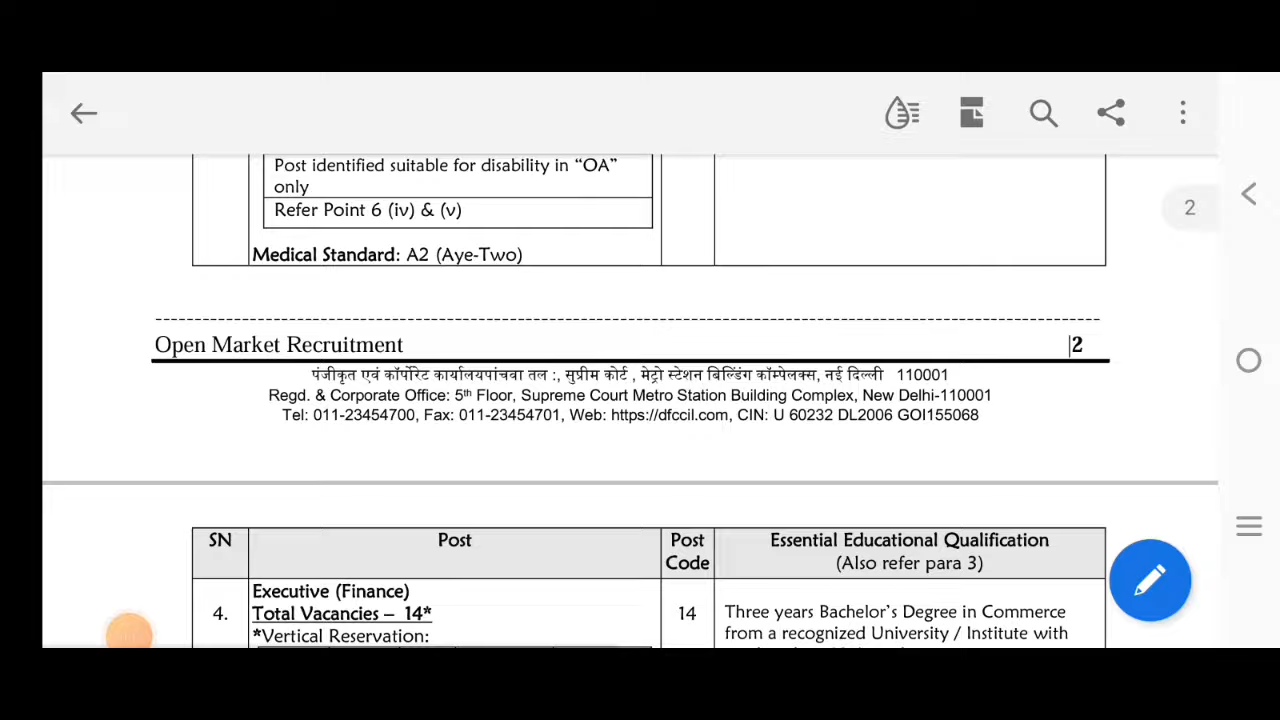 Post identified suitable for disability in “OA”
only
Refer Point 6 (iv) & (v)
2
Medical Standard: A2 (Aye-Two)
Open Market Recruitment |2
पंजीकृत एवं कॉर्पोरेट कार्यालयपांचवा तल :, सुप्रीम कोर्ट , मेट्रो स्टेशन बिल्डिंग कॉम्पेलक्स, नई दिल्ली 110001
Regd. & Corporate Office: 5th Floor, Supreme Court Metro Station Building Complex, New Delhi-110001
Tel: 011-23454700, Fax: 011-23454701, Web: https://dfccil.com, CIN: U 60232 DL2006 GOI155068
SN Post Post Code Essential Educational Qualification
(Also refer para 3)
Executive (Finance)
4. Total Vacancies – 14* 14 Three years Bachelor’s Degree in Commerce
*Vertical Reservation: from a recognized University / Institute with